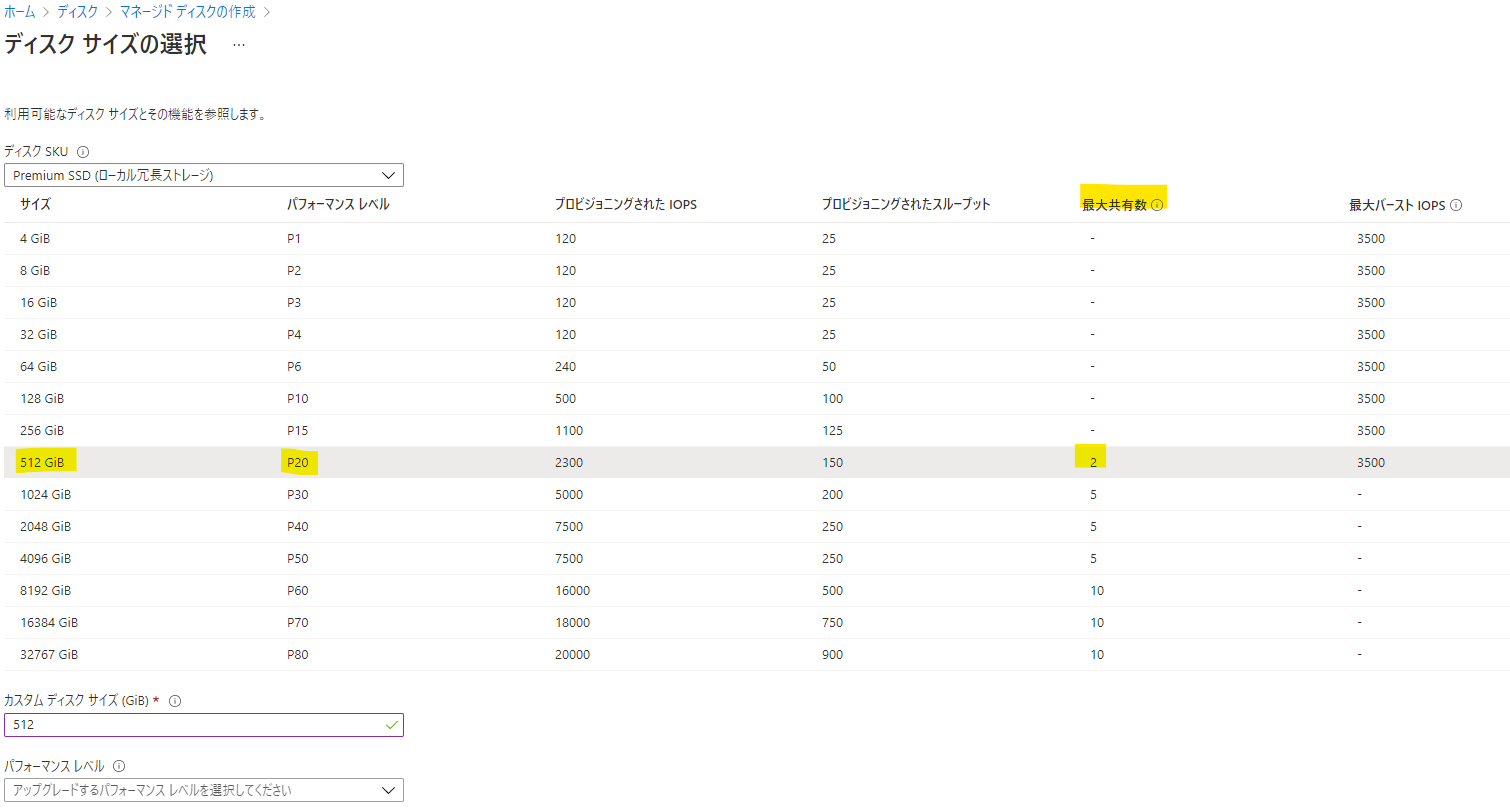 ホーム > ディスク > マネージド ディスクの作成 >
ディスク サイズの選択 …
利用可能なディスク サイズとその機能を参照します。
ディスク SKU
Premium SSD (ローカル冗長ストレージ)
サイズ パフォーマンス レベル プロビジョニングされた IOPS プロビジョニングされたスループット 最大共有数 最大バースト IOPS
4 GiB P1 120 25 - 3500
8 GiB P2 120 25 - 3500
16 GiB P3 120 25 - 3500
32 GiB P4 120 25 - 3500
64 GiB P6 240 50 - 3500
128 GiB P10 500 100 - 3500
256 GiB P15 1100 125 - 3500
512 GiB P20 2300 150 2 3500
1024 GiB P30 5000 200 5 -
2048 GiB P40 7500 250 5 -
4096 GiB P50 7500 250 5 -
8192 GiB P60 16000 500 10 -
16384 GiB P70 18000 750 10 -
32767 GiB P80 20000 900 10 -
カスタム ディスク サイズ (GiB) *
512
パフォーマンス レベル
アップグレードするパフォーマンス レベルを選択してください